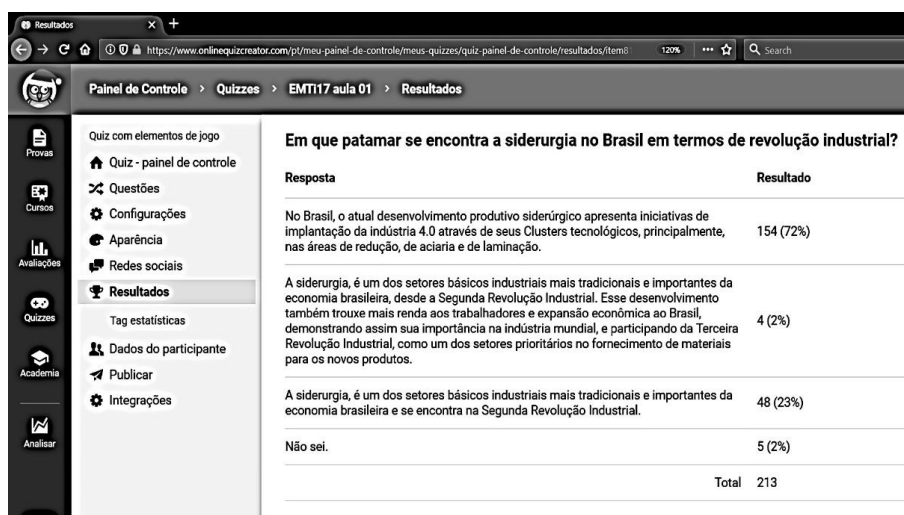 Resultados
https://www.onlinequizcreator.com/pt/meu-painel-de-controle/meus-quizzes/quiz-painel-de-controle/resultados/item8
120%
Search
Painel de Controle > Quizzes > EMTI17 aula 01 > Resultados
Provas
Cursos
Avaliações
Quizzes
Academia
Analisar
Quiz com elementos de jogo
Quiz - painel de controle
Questões
Configurações
Aparência
Redes sociais
Resultados
Tag estatísticas
Dados do participante
Publicar
Integrações
Em que patamar se encontra a siderurgia no Brasil em termos de revolução industrial?
Resposta Resultado
No Brasil, o atual desenvolvimento produtivo siderúrgico apresenta iniciativas de
implantação da indústria 4.0 através de seus Clusters tecnológicos, principalmente,
nas áreas de redução, de aciaria e de laminação.
154 (72%)
A siderurgia, é um dos setores básicos industriais mais tradicionais e importantes da
economia brasileira, desde a Segunda Revolução Industrial. Esse desenvolvimento
também trouxe mais renda aos trabalhadores e expansão econômica ao Brasil,
demonstrando assim sua importância na indústria mundial, e participando da Terceira
Revolução Industrial, como um dos setores prioritários no fornecimento de materiais
para os novos produtos.
4 (2%)
A siderurgia, é um dos setores básicos industriais mais tradicionais e importantes da
economia brasileira e se encontra na Segunda Revolução Industrial.
48 (23%)
Não sei. 5 (2%)
Total 213